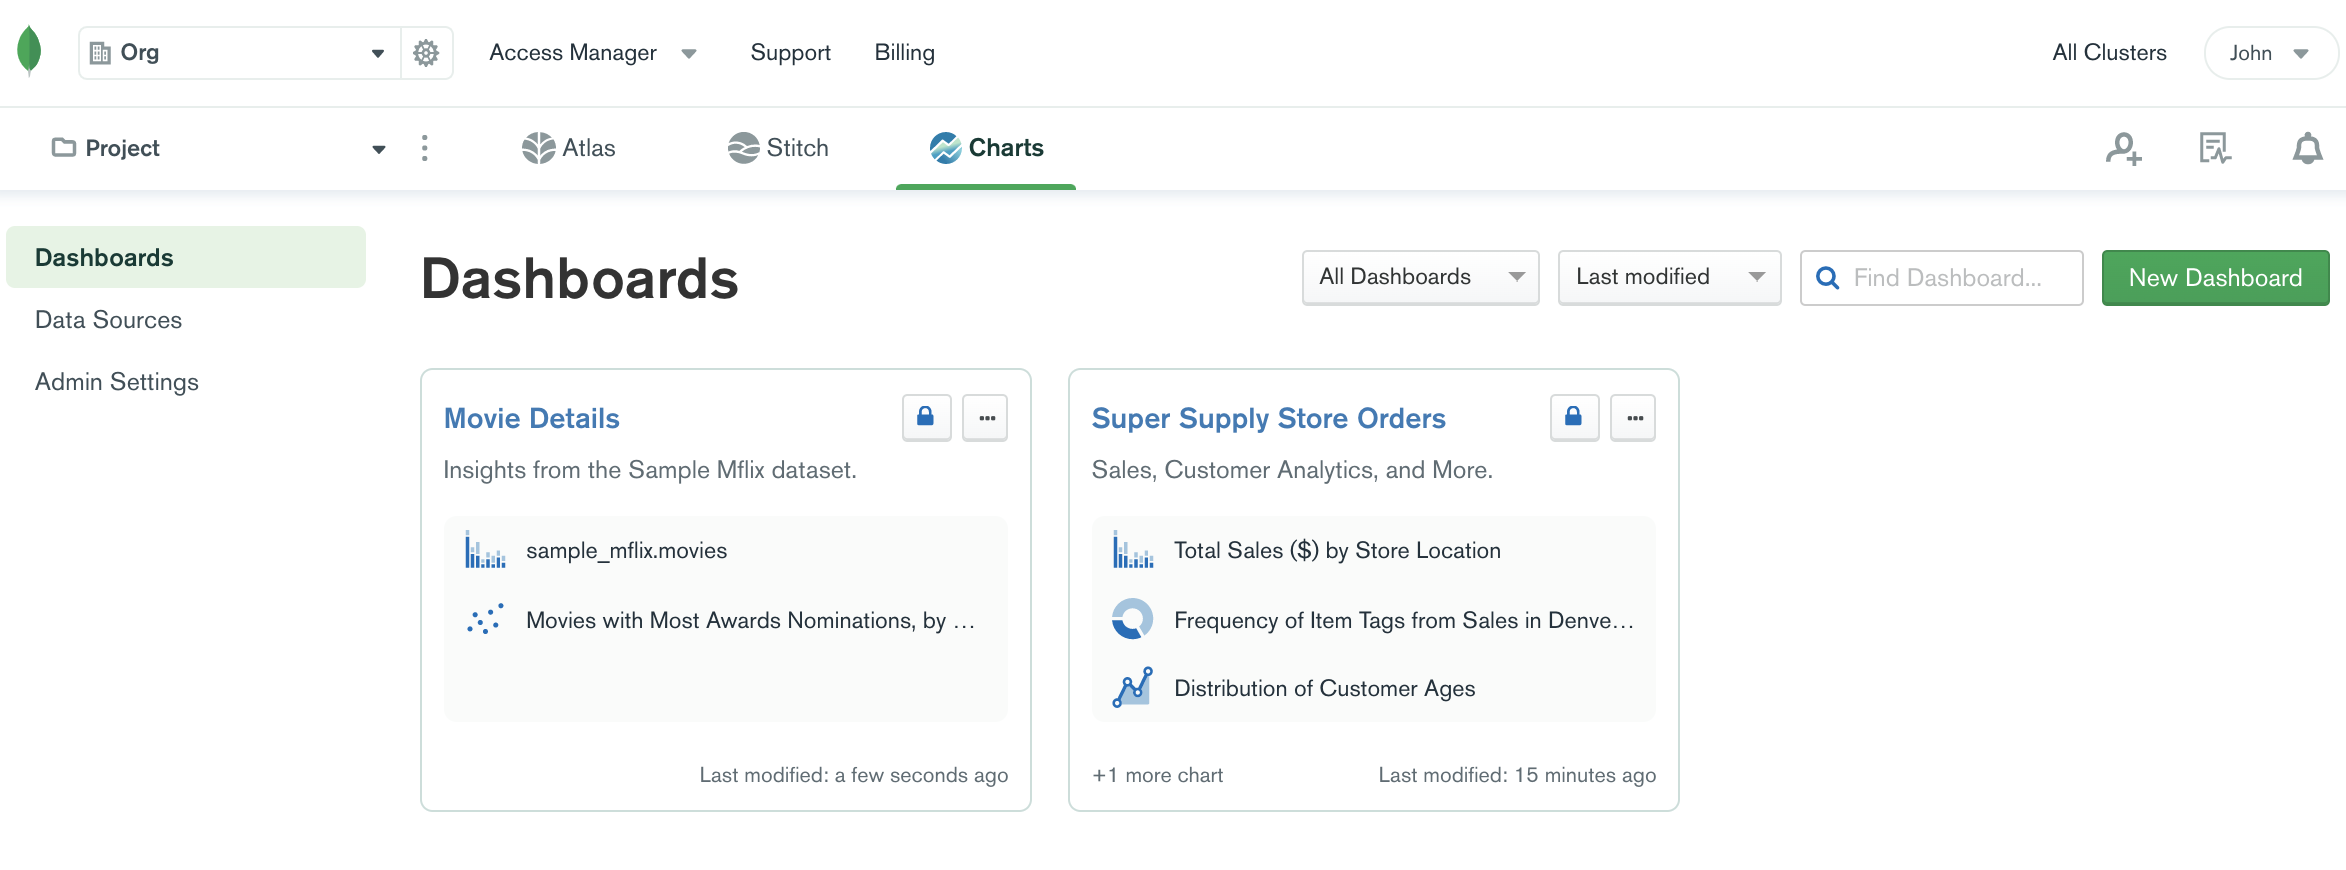 Org
Access Manager
Support
Billing
All Clusters
John
Project
Atlas
Stitch
Charts
Dashboards
Data Sources
Admin Settings
Dashboards
All Dashboards
Last modified
Find Dashboard...
New Dashboard
Movie Details
Insights from the Sample Mflix dataset.
sample_mflix.movies
Movies with Most Awards Nominations, by …
Last modified: a few seconds ago
Super Supply Store Orders
Sales, Customer Analytics, and More.
Total Sales ($) by Store Location
Frequency of Item Tags from Sales in Denve…
Distribution of Customer Ages
+1 more chart
Last modified: 15 minutes ago